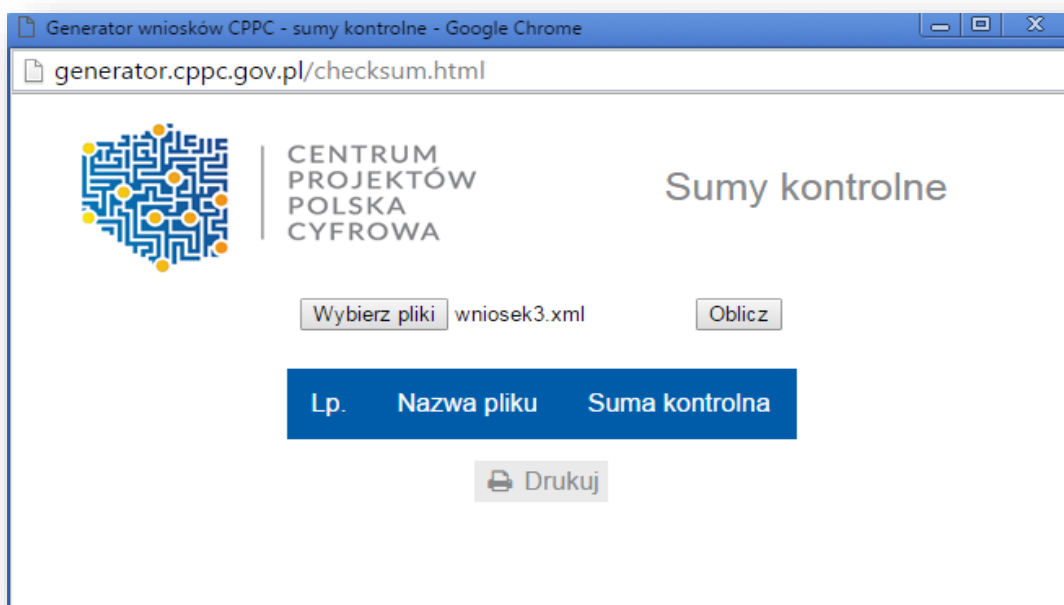 Generator wniosków CPPC - sumy kontrolne - Google Chrome
generator.cppc.gov.pl/checksum.html
CENTRUM
PROJEKTÓW
POLSKA
CYFROWA
Sumy kontrolne
Wybierz pliki wniosek3.xml Oblicz
Lp. Nazwa pliku Suma kontrolna
Drukuj